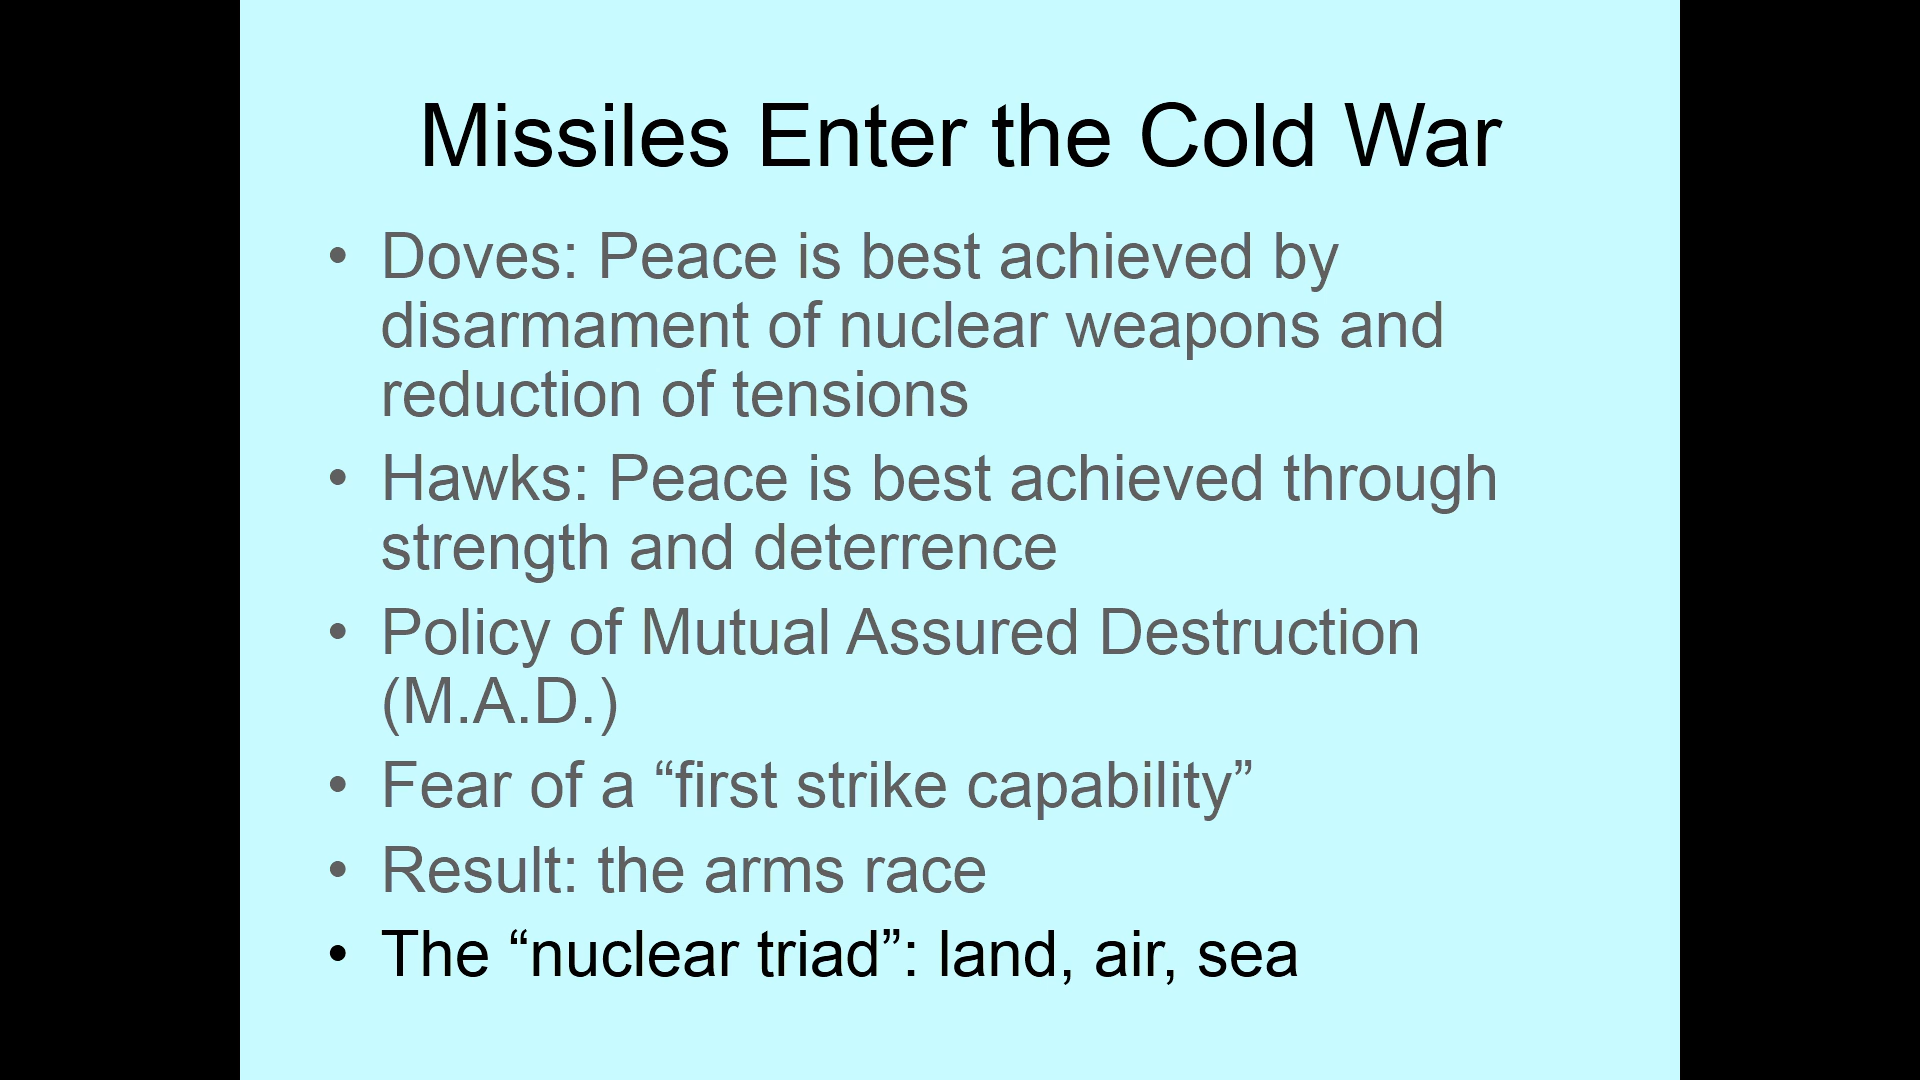 Missiles Enter the Cold War
• Doves: Peace is best achieved by
disarmament of nuclear weapons and
reduction of tensions
• Hawks: Peace is best achieved through
strength and deterrence
• Policy of Mutual Assured Destruction
(M.A.D.)
• Fear of a “first strike capability”
• Result: the arms race
• The “nuclear triad”: land, air, sea